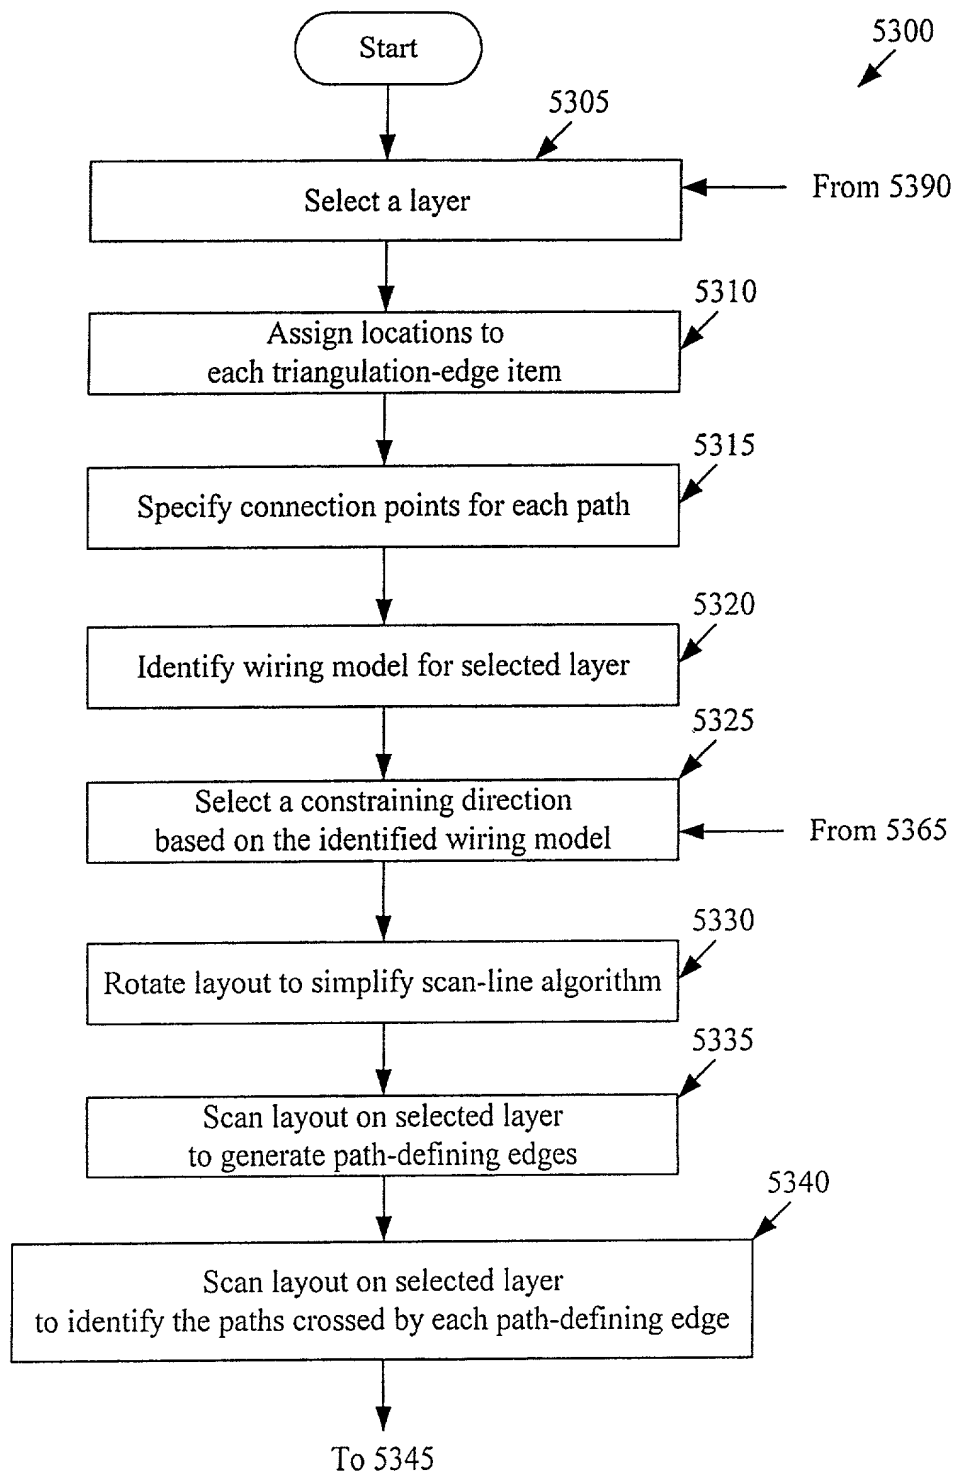 5300
Start
5305
Select a layer
From 5390
5310
Assign locations to
each triangulation-edge item
5315
Specify connection points for each path
5320
Identify wiring model for selected layer
5325
Select a constraining direction
based on the identified wiring model
From 5365
5330
Rotate layout to simplify scan-line algorithm
5335
Scan layout on selected layer
to generate path-defining edges
5340
Scan layout on selected layer
to identify the paths crossed by each path-defining edge
To 5345